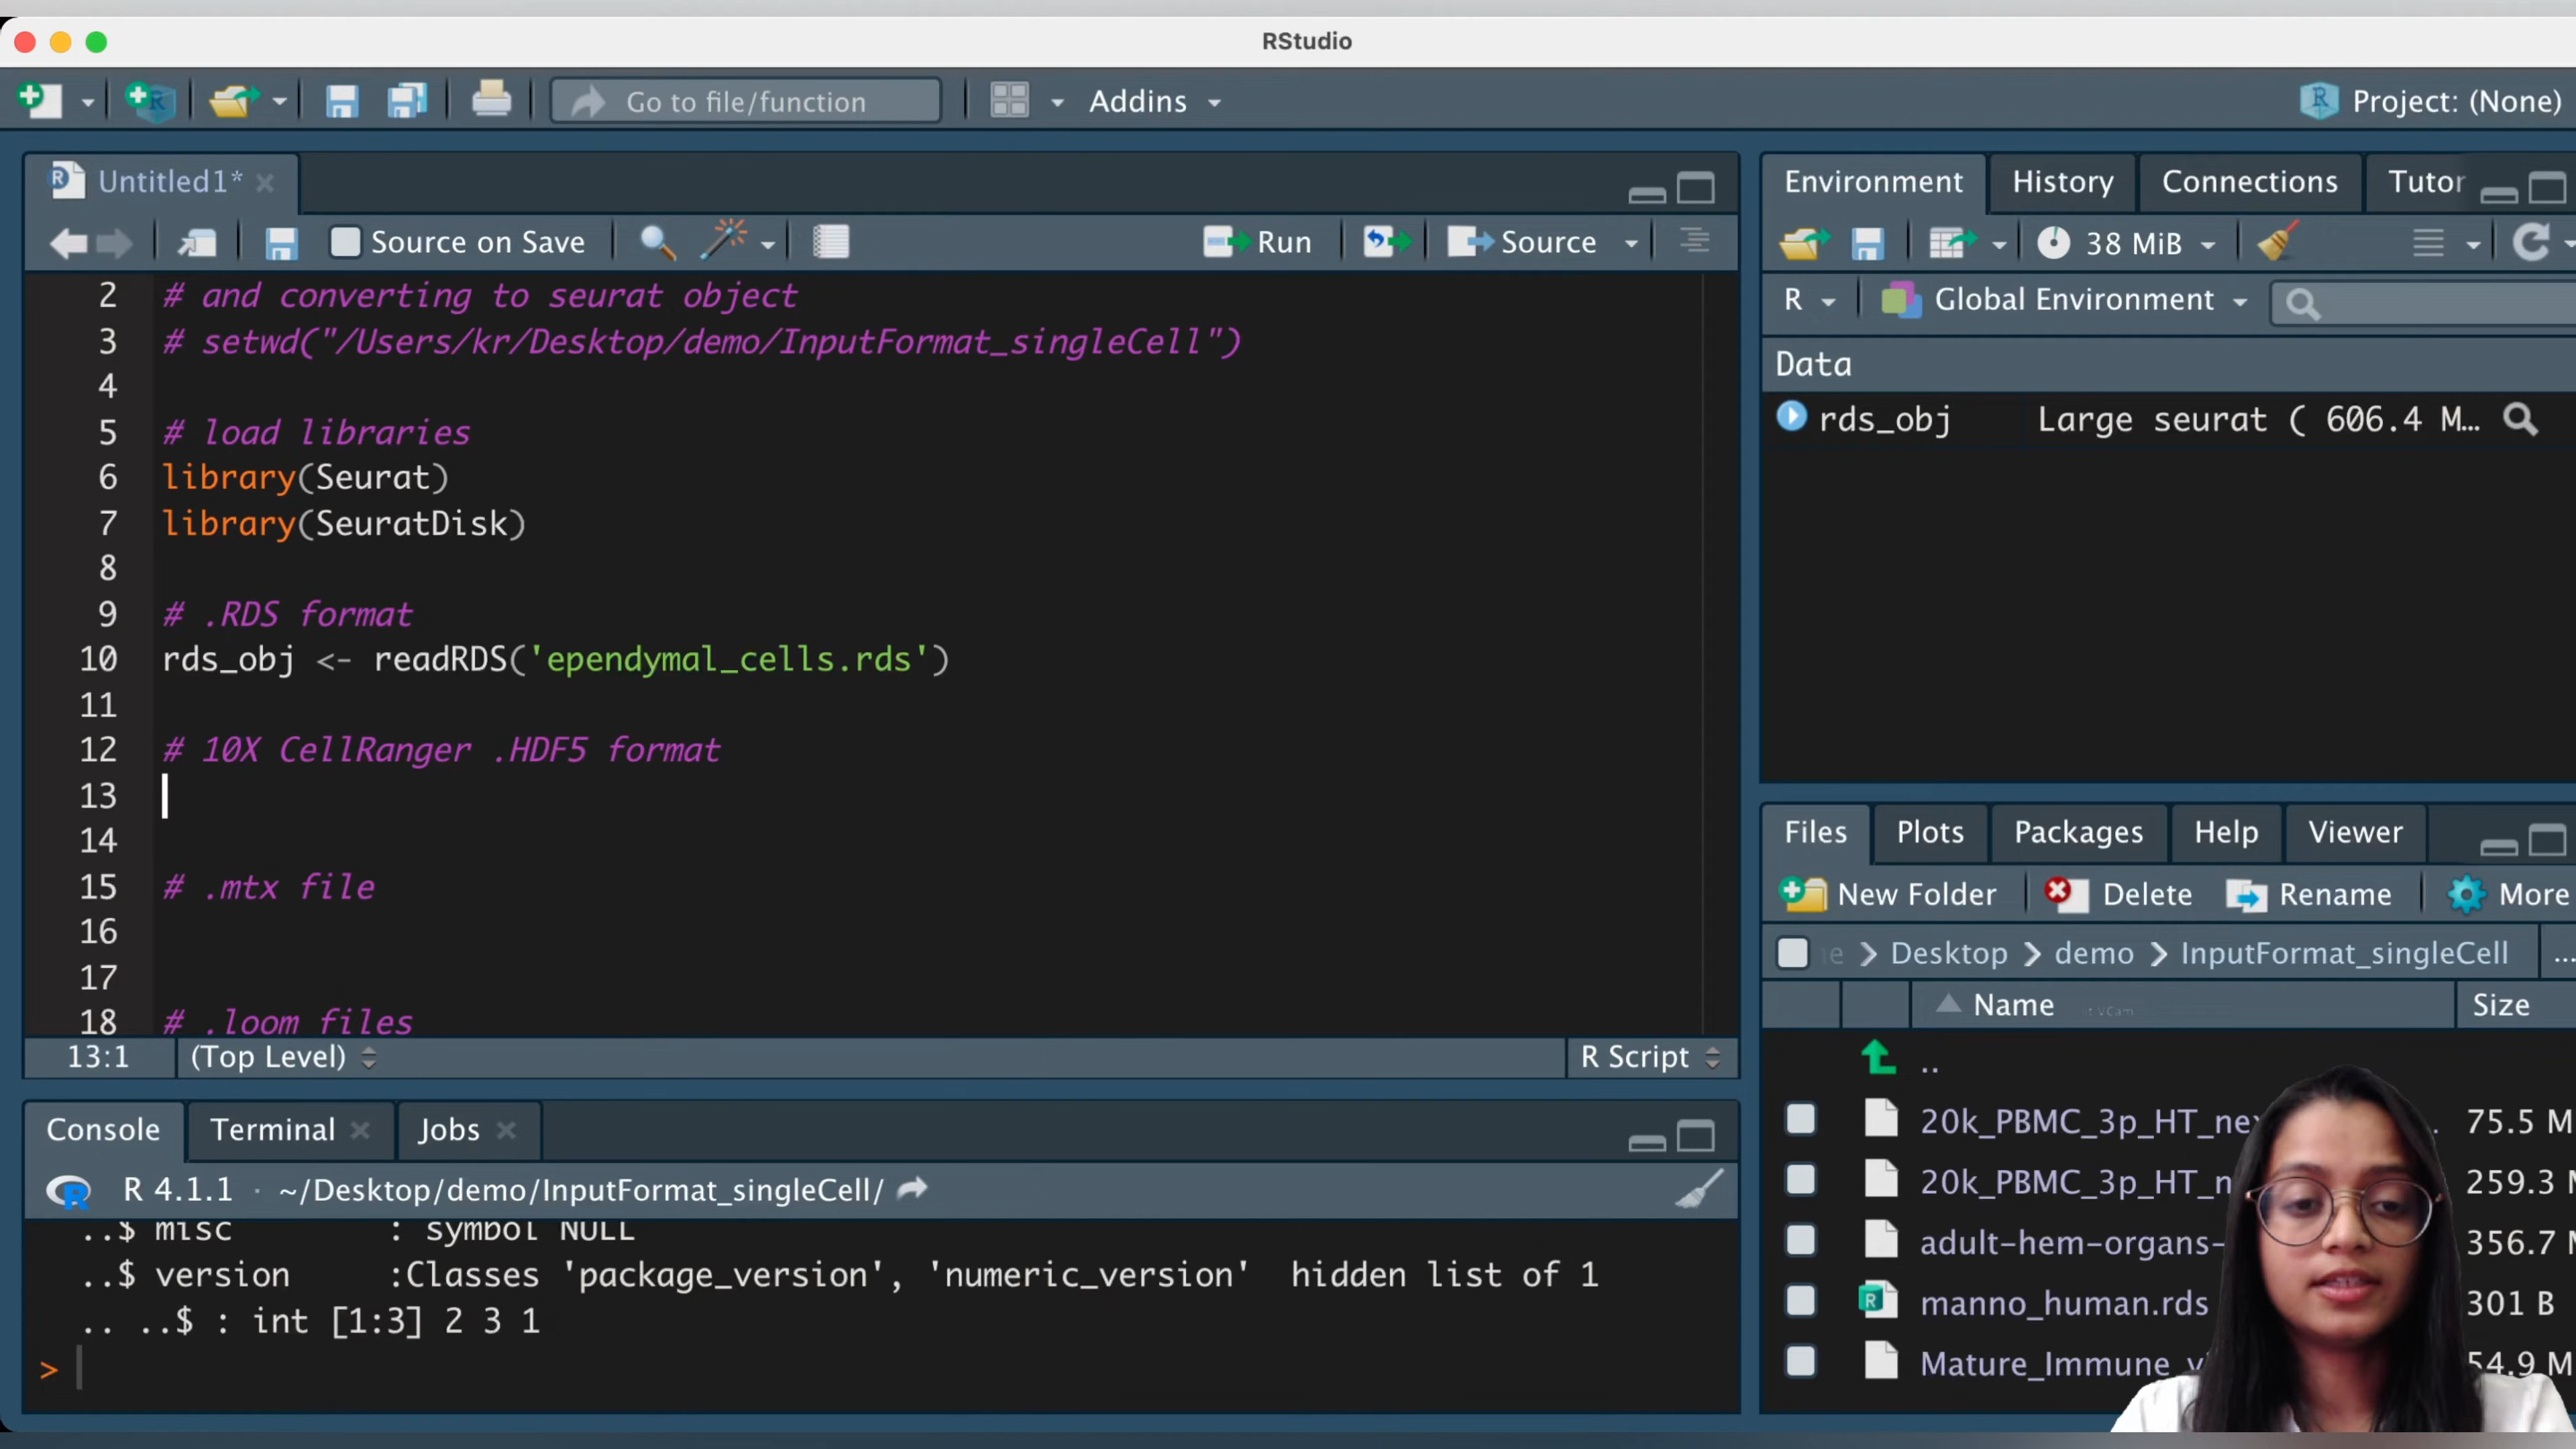 RStudio
Go to file/function
Addins
Project: (None)
Untitled1*
Source on Save
Run
Source
2 # and converting to seurat object
3 # setwd("/Users/kr/Desktop/demo/InputFormat_singleCell")
4
5 # load libraries
6 library(Seurat)
7 library(SeuratDisk)
8
9 # .RDS format
10 rds_obj <- readRDS('ependymal_cells.rds')
11
12 # 10X CellRanger .HDF5 format
13
14
15 # .mtx file
16
17
18 # .loom files
13:1 (Top Level) R Script
Console Terminal Jobs
R 4.1.1 · ~/Desktop/demo/InputFormat_singleCell/
..$ misc : symbol NULL
..$ version :Classes 'package_version', 'numeric_version' hidden list of 1
.. ..$ : int [1:3] 2 3 1
>
Environment History Connections Tutor
38 MiB
R Global Environment
Data
rds_obj Large seurat ( 606.4 M…
Files Plots Packages Help Viewer
New Folder Delete Rename More
Desktop demo InputFormat_singleCell ...
Name Size
..
20k_PBMC_3p_HT_ne 75.5 M
20k_PBMC_3p_HT_n 259.3 M
adult-hem-organs- 356.7 M
manno_human.rds 301 B
Mature_Immune_ 54.9 M